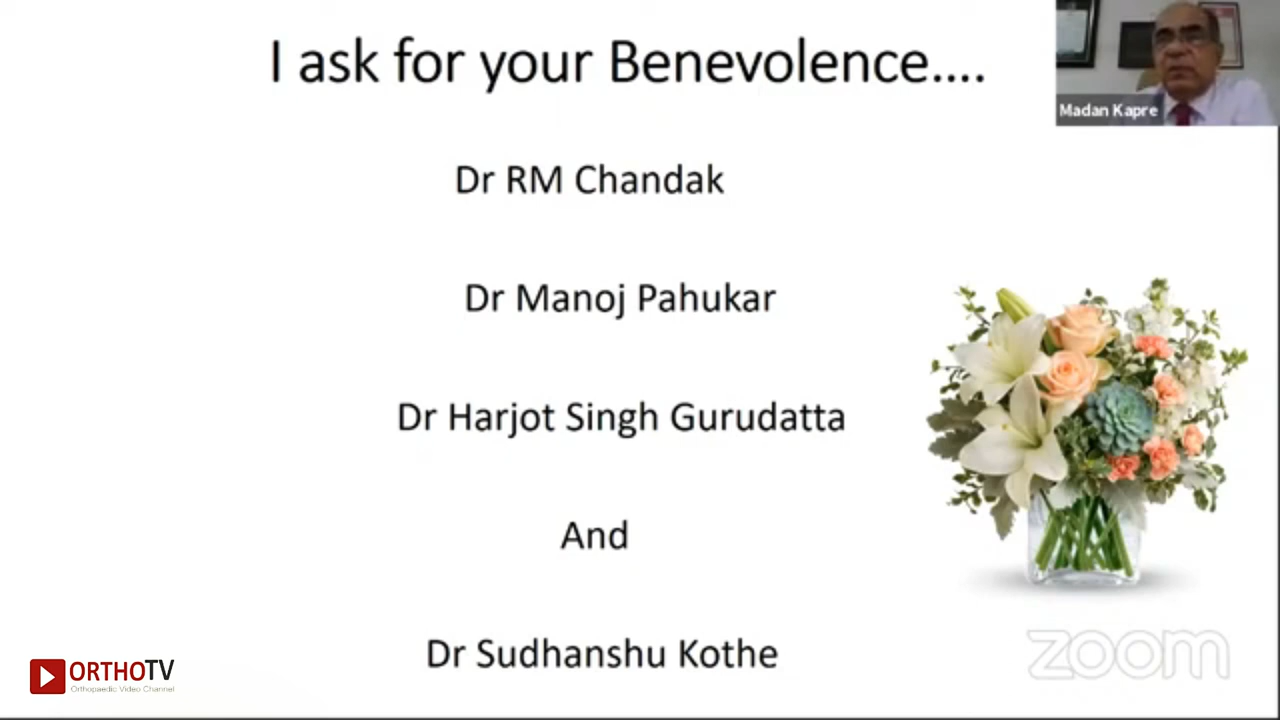 I ask for your Benevolence....
Madan Kapre
Dr RM Chandak
Dr Manoj Pahukar
Dr Harjot Singh Gurudatta
And
Dr Sudhanshu Kothe
ORTHOTV
Orthopaedic Video Channel
zoom